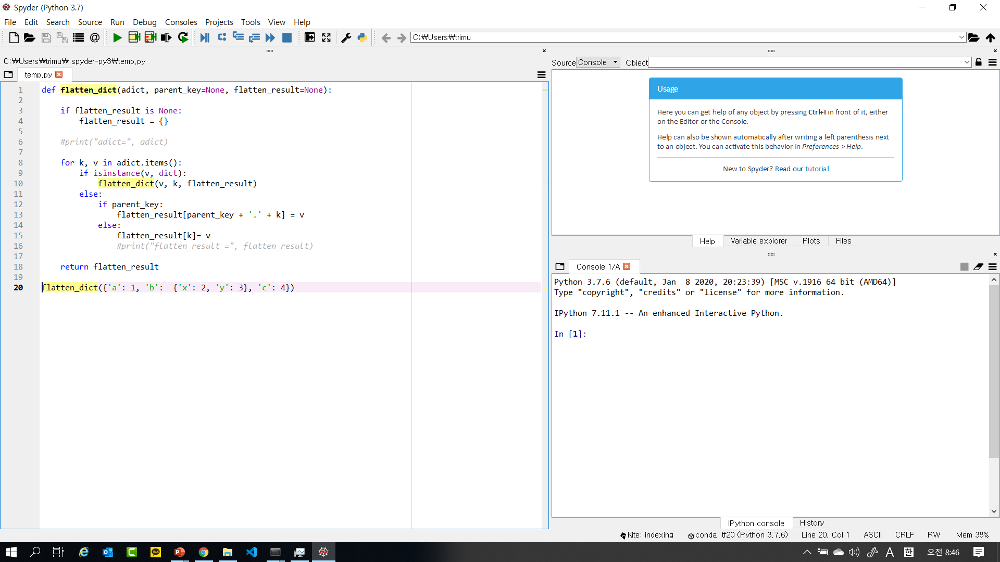 Spyder (Python 3.7)
File Edit Search Source Run Debug Consoles Projects Tools View Help
C:₩Users₩trimu
C:₩Users₩trimu₩.spyder-py3₩temp.py
temp.py
1 def flatten_dict(adict, parent_key=None, flatten_result=None):
2
3     if flatten_result is None:
4         flatten_result = {}
5
6     #print("adict=", adict)
7
8     for k, v in adict.items():
9         if isinstance(v, dict):
10             flatten_dict(v, k, flatten_result)
11         else:
12             if parent_key:
13                 flatten_result[parent_key + '.' + k] = v
14             else:
15                 flatten_result[k]= v
16                 #print("flatten_result =", flatten_result)
17
18     return flatten_result
19
20 flatten_dict({'a': 1, 'b':  {'x': 2, 'y': 3}, 'c': 4})
Source Console Object
Usage
Here you can get help of any object by pressing Ctrl+I in front of it, either
on the Editor or the Console.
Help can also be shown automatically after writing a left parenthesis next
to an object. You can activate this behavior in Preferences > Help.
New to Spyder? Read our tutorial
Help Variable explorer Plots Files
Console 1/A
Python 3.7.6 (default, Jan  8 2020, 20:23:39) [MSC v.1916 64 bit (AMD64)]
Type "copyright", "credits" or "license" for more information.
IPython 7.11.1 -- An enhanced Interactive Python.
In [1]:
IPython console History
Kite: indexing conda: tf20 (Python 3.7.6) Line 20, Col 1 ASCII CRLF RW Mem 38%
A 한 오전 8:46